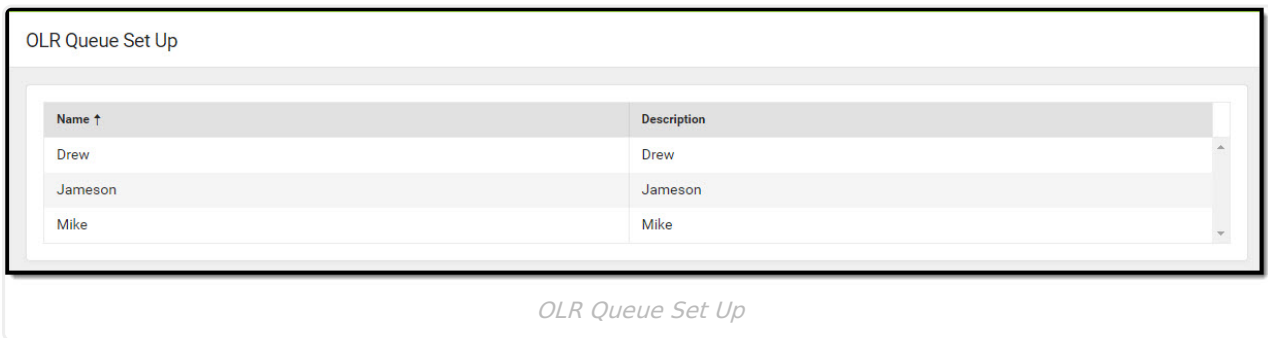 OLR Queue Set Up
Name ↑ Description
Drew Drew
Jameson Jameson
Mike Mike
OLR Queue Set Up